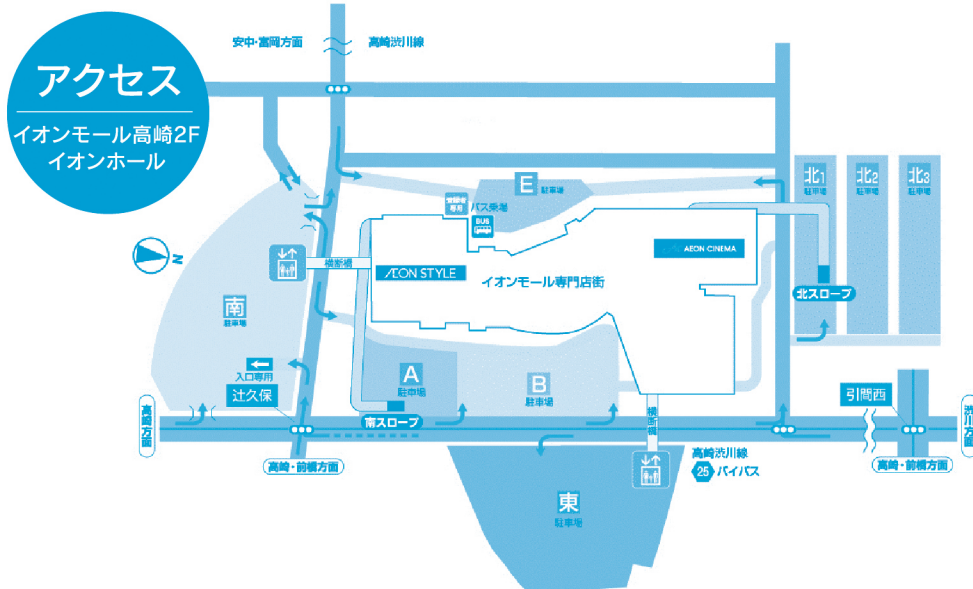 アクセス
イオンモール高崎2F
イオンホール
安中・富岡方面
高崎渋川線
E
駐車場
専用
バス乗場
BUS
北1
駐車場
北2
駐車場
北3
駐車場
N
横断橋
ÆON STYLE
イオンモール専門店街
AEON CINEMA
北スロープ
南
駐車場
入口専用
辻久保
A
駐車場
B
駐車場
南スロープ
引間西
高崎方面
渋川方面
高崎・前橋方面
横断橋
高崎渋川線
25 バイパス
高崎・前橋方面
東
駐車場